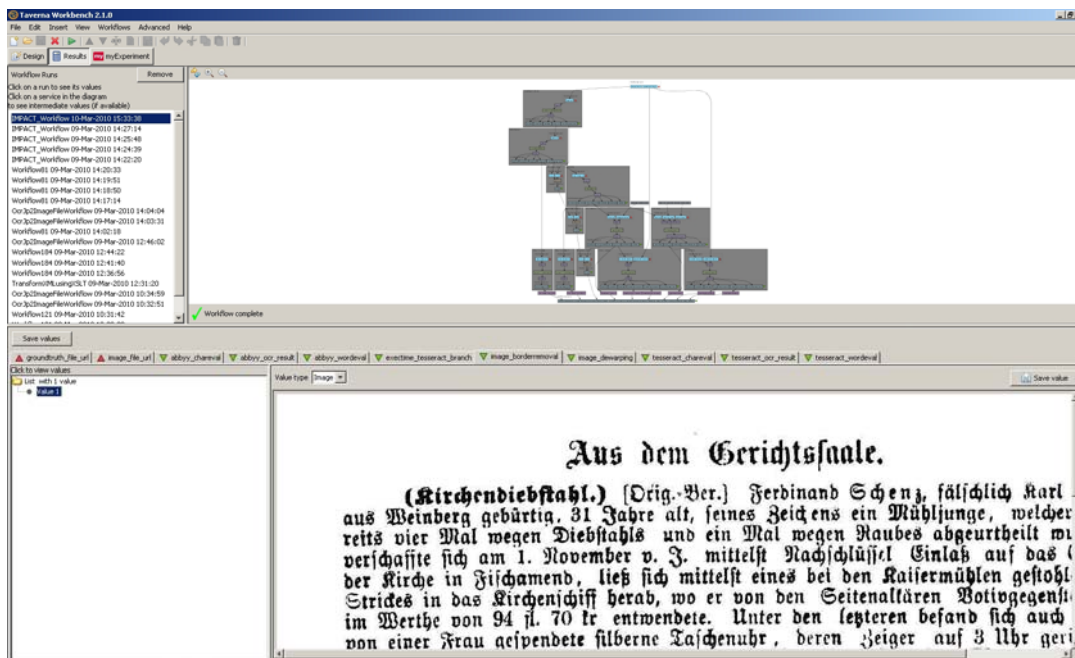 Taverna Workbench 2.1.0
File Edit Insert View Workflows Advanced Help
Design Results my myExperiment
Workflow Runs Remove
Click on a run to see its values
Click on a service in the diagram
to see intermediate values (if available)
IMPACT_Workflow 10-Mar-2010 15:33:38
IMPACT_Workflow 09-Mar-2010 14:27:14
IMPACT_Workflow 09-Mar-2010 14:25:48
IMPACT_Workflow 09-Mar-2010 14:24:39
IMPACT_Workflow 09-Mar-2010 14:22:20
Workflow81 09-Mar-2010 14:20:33
Workflow81 09-Mar-2010 14:19:51
Workflow81 09-Mar-2010 14:18:50
Workflow81 09-Mar-2010 14:17:14
OcrJp2ImageFileWorkflow 09-Mar-2010 14:04:04
OcrJp2ImageFileWorkflow 09-Mar-2010 14:03:31
Workflow81 09-Mar-2010 14:02:18
OcrJp2ImageFileWorkflow 09-Mar-2010 12:46:02
Workflow184 09-Mar-2010 12:44:22
Workflow184 09-Mar-2010 12:41:40
Workflow184 09-Mar-2010 12:36:56
TransformXMLusingXSLT 09-Mar-2010 12:31:20
OcrJp2ImageFileWorkflow 09-Mar-2010 10:34:59
OcrJp2ImageFileWorkflow 09-Mar-2010 10:32:51
Workflow121 09-Mar-2010 10:31:42
Workflow complete
Save values
groundtruth_file_url image_file_url abbyy_chareval abbyy_ocr_result abbyy_wordeval exectime_tesseract_branch image_borderremoval image_dewarping tesseract_chareval tesseract_ocr_result tesseract_wordeval
Click to view values
List with 1 value
Value 1
Value type Image Save value
Aus dem Gerichtsſaale.
(Kirchendiebſtahl.) [Orig.-Ber.] Ferdinand Schenz, fälſchlich Karl
aus Weinberg gebürtig, 31 Jahre alt, ſeines Zeichens ein Mühljunge, welcher
reits vier Mal wegen Diebſtahls und ein Mal wegen Raubes abgeurtheilt
verſchaffte ſich am 1. November v. J. mittelſt Nachſchlüſſel Einlaß auf das
der Kirche in Fiſchamend, ließ ſich mittelſt eines bei den Kaiſermühlen geſtohl
Strickes in das Kirchenſchiff herab, wo er von den Seitenaltären Votivgegenſt
im Werthe von 94 fl. 70 kr entwendete. Unter den letzteren befand ſich auch
von einer Frau geſpendete ſilberne Taſchenuhr, deren Zeiger auf 3 Uhr geri